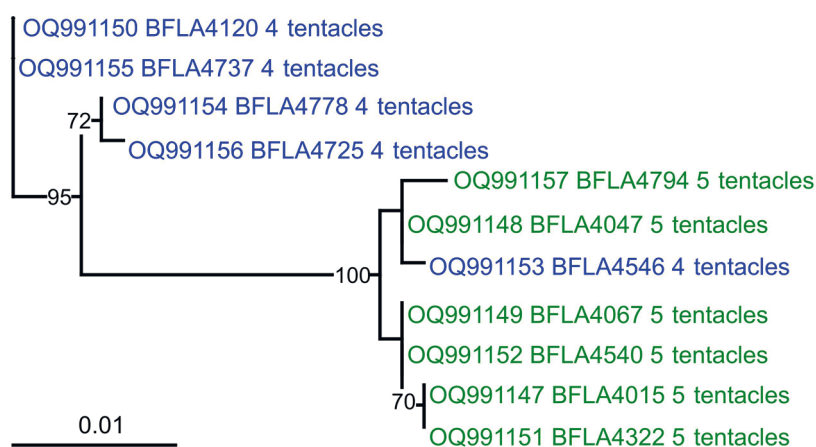 OQ991150 BFLA4120 4 tentacles
OQ991155 BFLA4737 4 tentacles
OQ991154 BFLA4778 4 tentacles
72
OQ991156 BFLA4725 4 tentacles
OQ991157 BFLA4794 5 tentacles
95
OQ991148 BFLA4047 5 tentacles
OQ991153 BFLA4546 4 tentacles
100
OQ991149 BFLA4067 5 tentacles
OQ991152 BFLA4540 5 tentacles
OQ991147 BFLA4015 5 tentacles
70
0.01
OQ991151 BFLA4322 5 tentacles